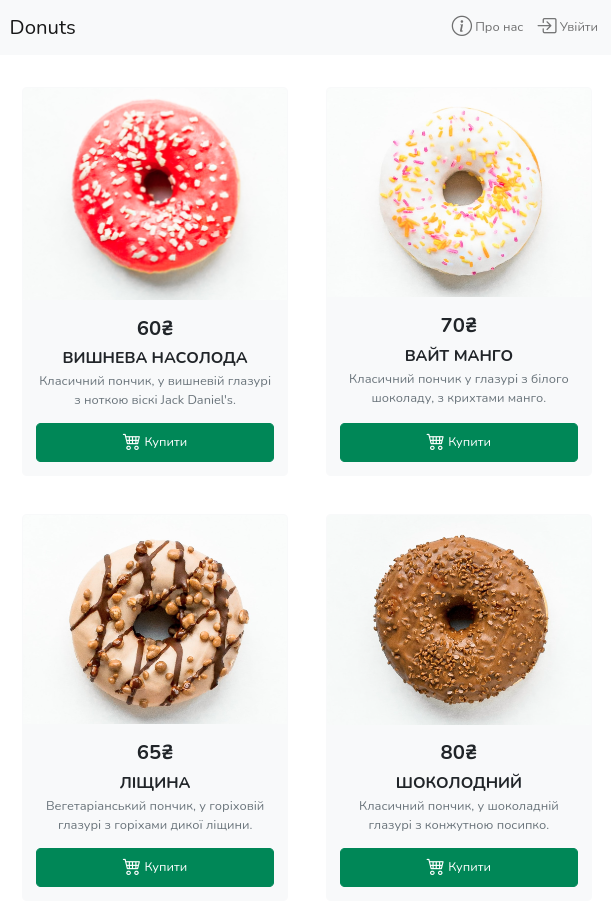 Donuts
Про нас
Увійти
60₴
70₴
ВИШНЕВА НАСОЛОДА
ВАЙТ МАНГО
Класичний пончик, у вишневій глазурі
з ноткою віскі Jack Daniel's.
Класичний пончик у глазурі з білого
шоколаду, з крихтами манго.
Купити
Купити
65₴
80₴
ЛІЩИНА
ШОКОЛОДНИЙ
Вегетаріанський пончик, у горіховій
глазурі з горіхами дикої ліщини.
Класичний пончик, у шоколадній
глазурі з конжутною посипко.
Купити
Купити